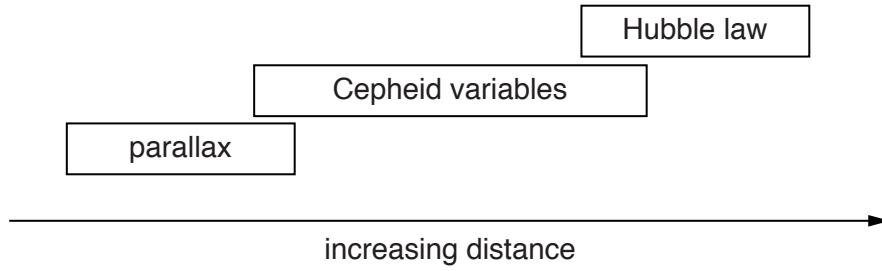 Hubble law
Cepheid variables
parallax
increasing distance